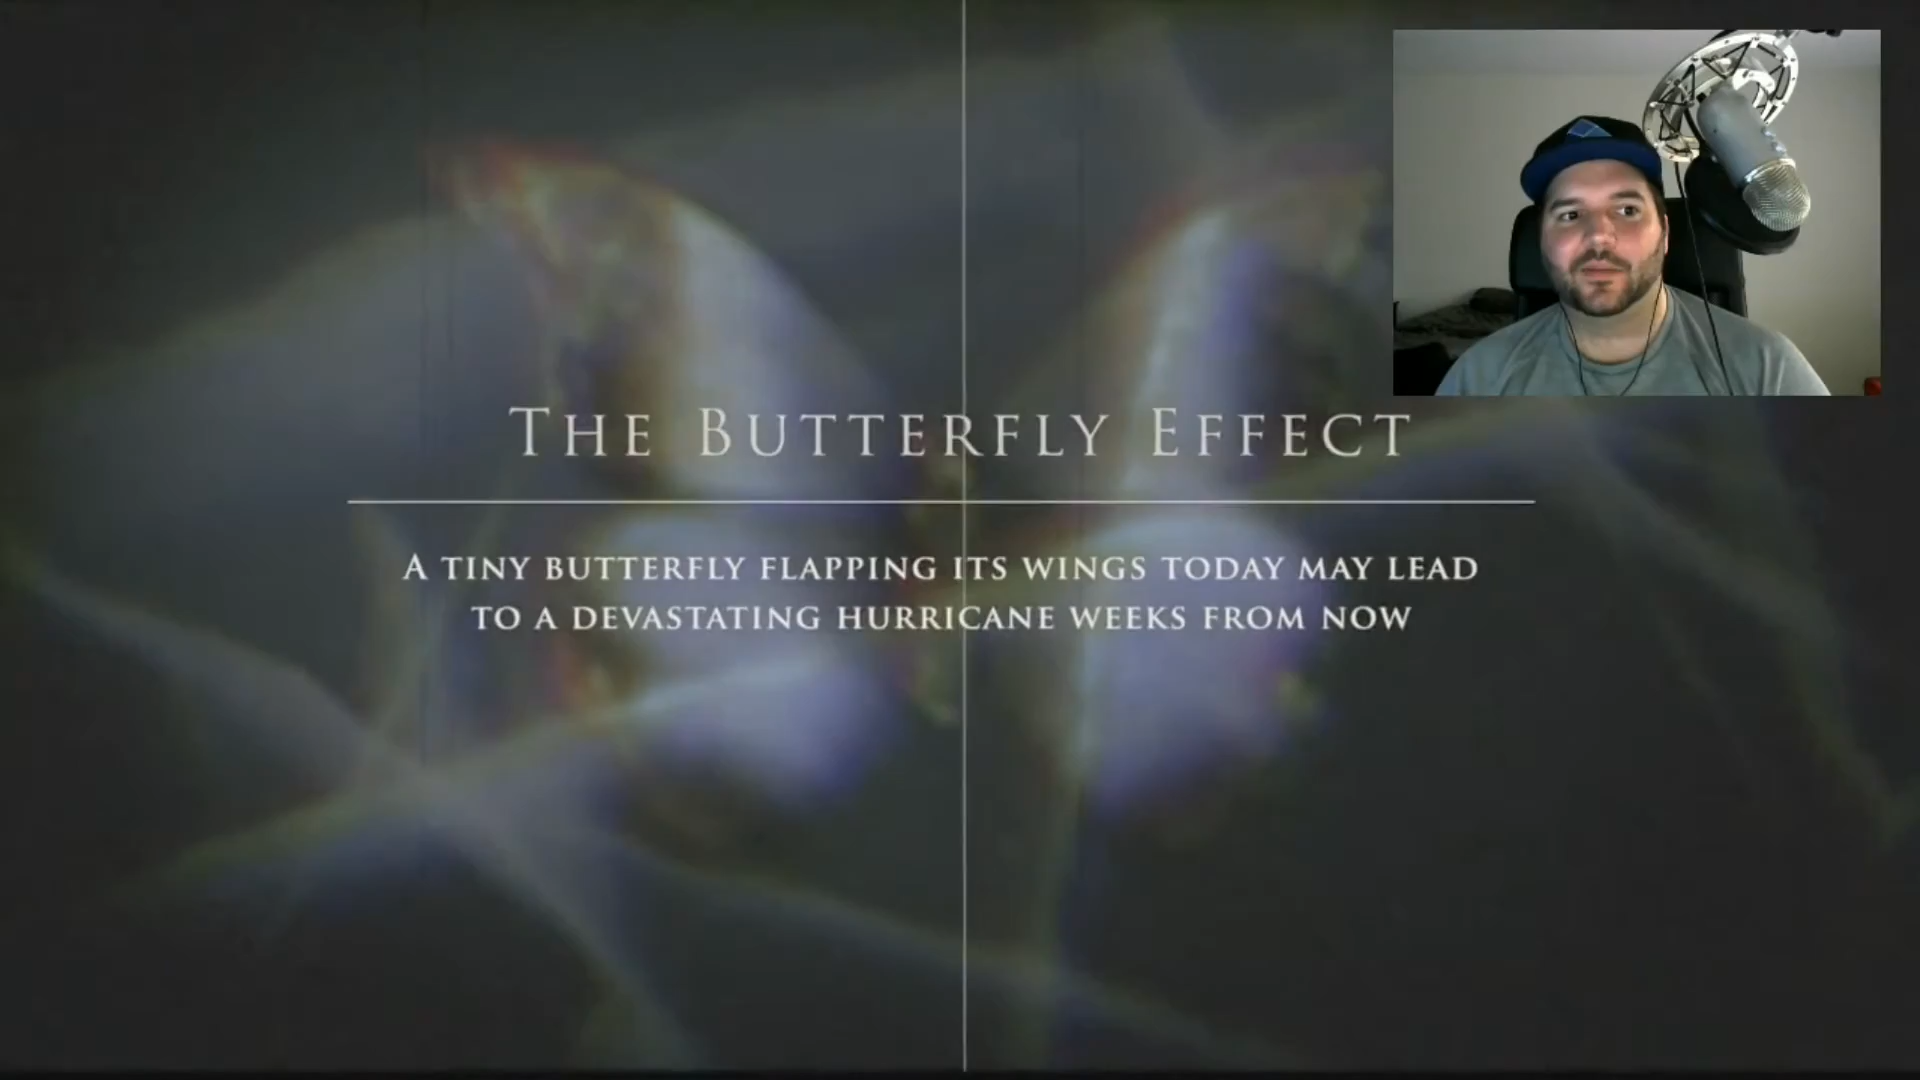 THE BUTTERFLY EFFECT
A TINY BUTTERFLY FLAPPING ITS WINGS TODAY MAY LEAD
TO A DEVASTATING HURRICANE WEEKS FROM NOW